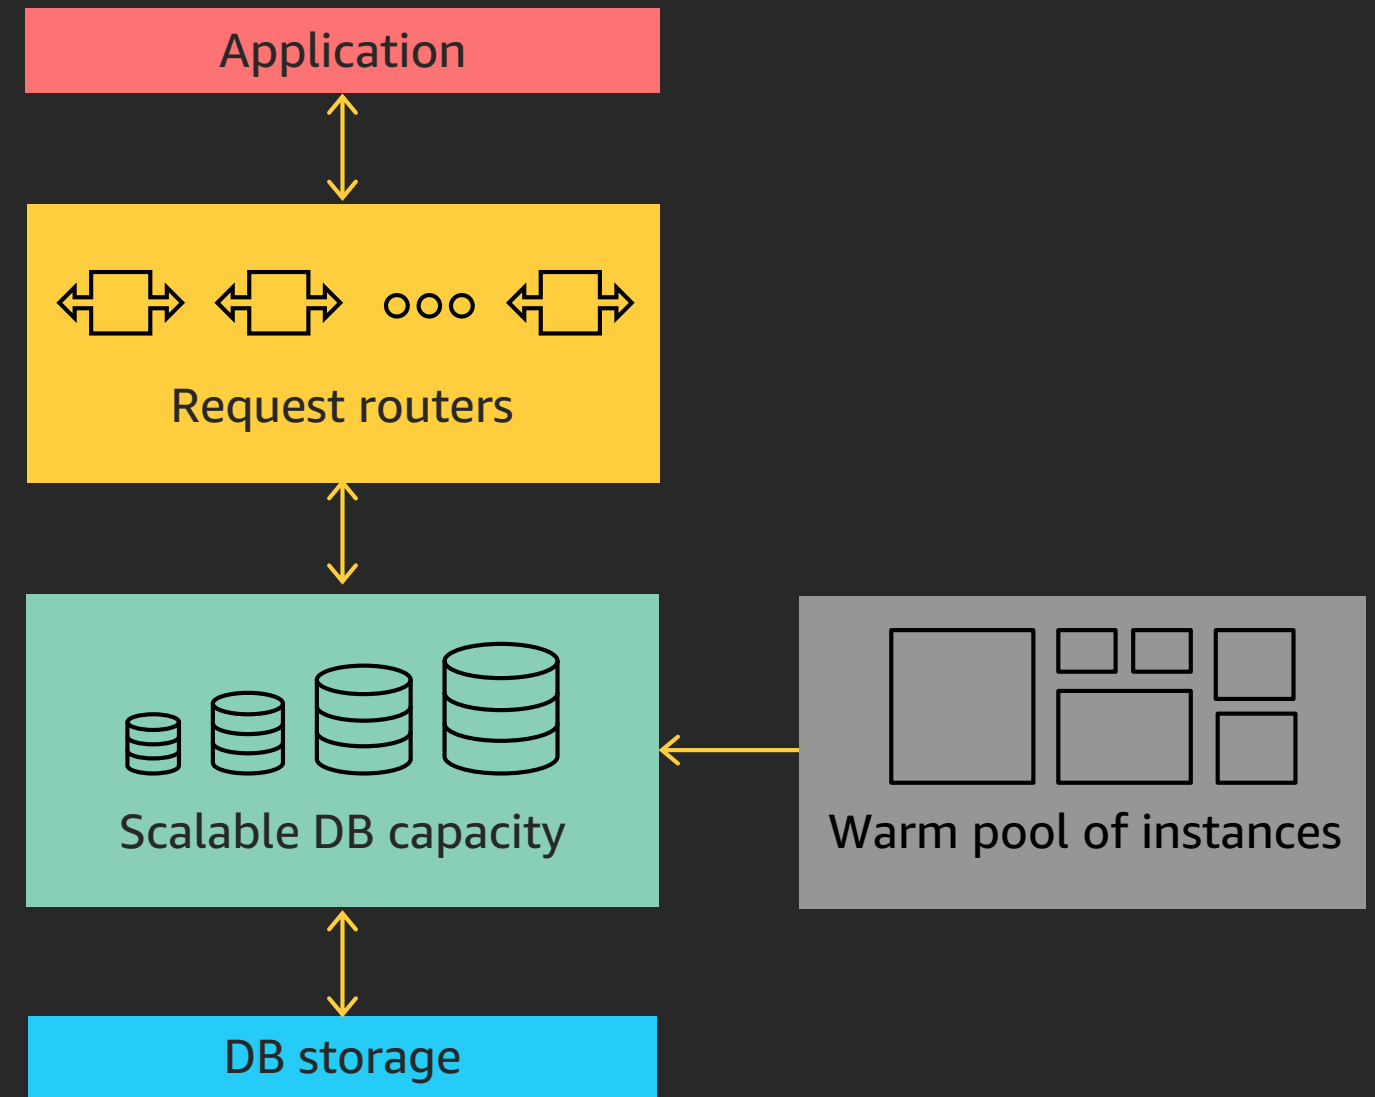 Application
Request routers
Scalable DB capacity
Warm pool of instances
DB storage